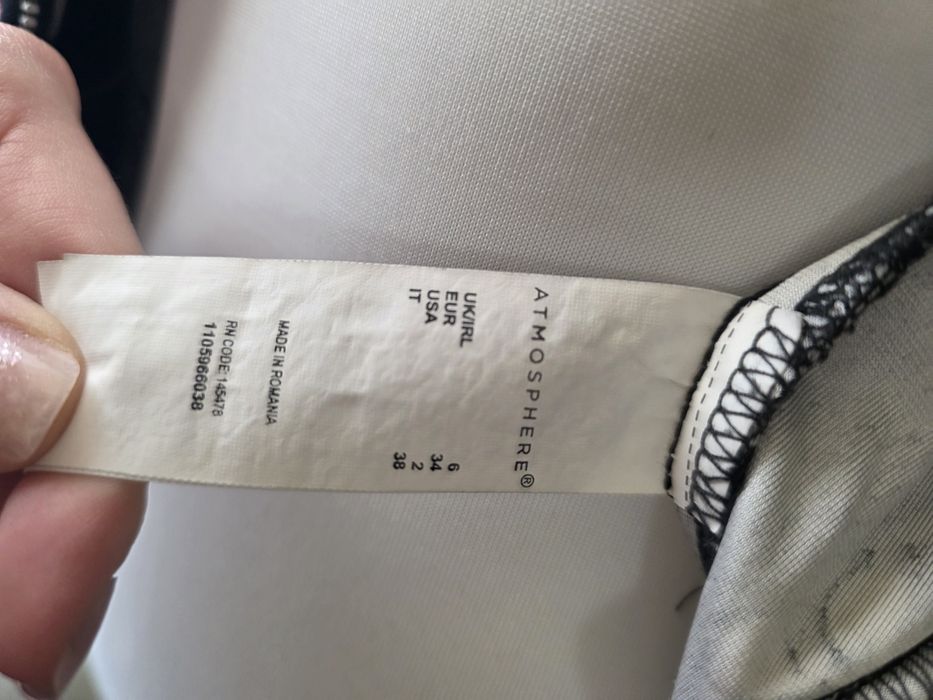 ATMOSPHERE®
UK/IRL 6
EUR 34
USA 2
IT 38
MADE IN ROMANIA
RN CODE:145478
1105966038